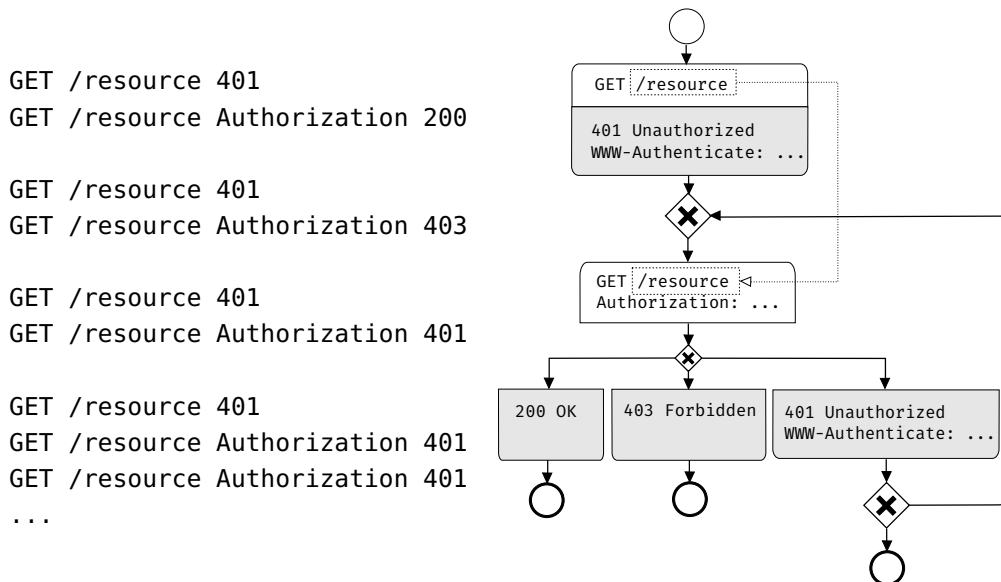 GET /resource 401
GET /resource Authorization 200
GET /resource 401
GET /resource Authorization 403
GET /resource 401
GET /resource Authorization 401
GET /resource 401
GET /resource Authorization 401
GET /resource Authorization 401
...
GET /resource
401 Unauthorized
WWW-Authenticate: ...
GET /resource
Authorization: ...
200 OK
403 Forbidden
401 Unauthorized
WWW-Authenticate: ...